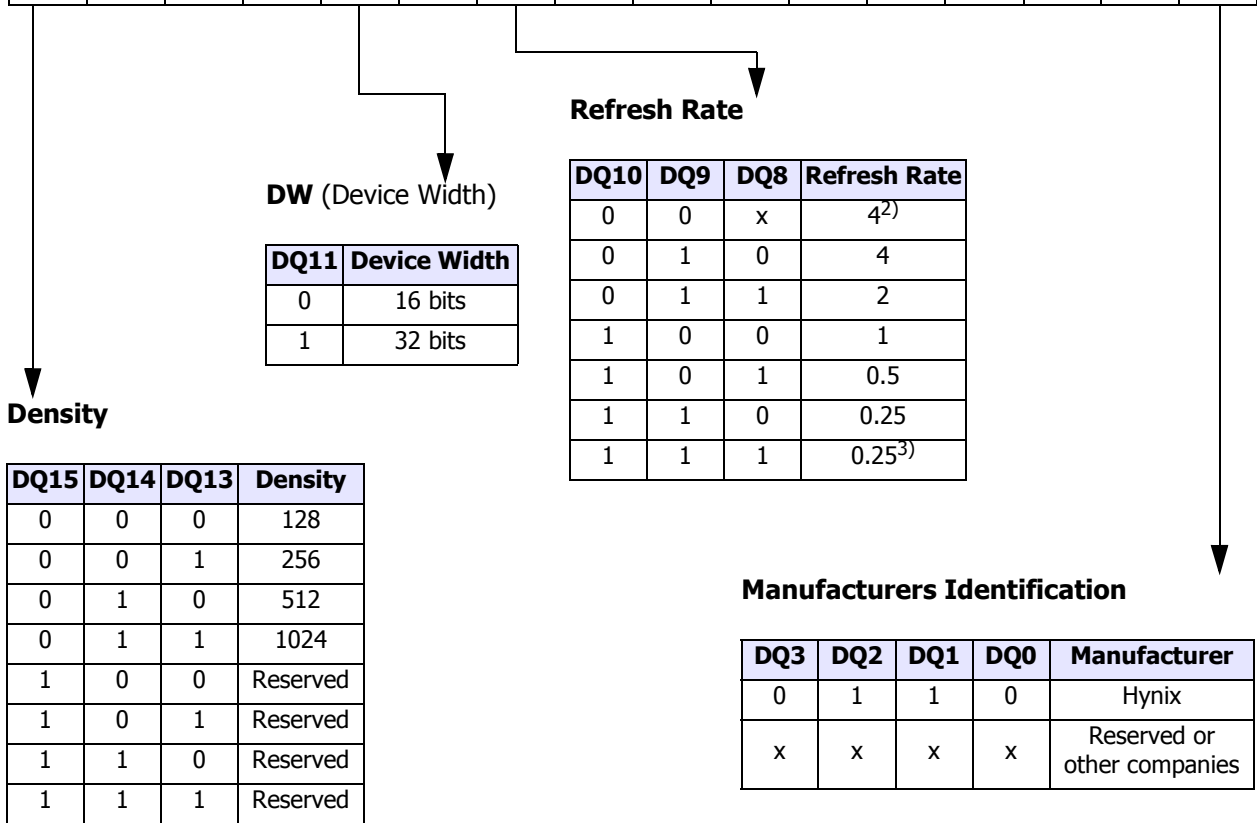 Refresh Rate
DQ10 DQ9 DQ8 Refresh Rate
0 0 x 42)
0 1 0 4
0 1 1 2
1 0 0 1
1 0 1 0.5
1 1 0 0.25
1 1 1 0.253)
DW (Device Width)
DQ11 Device Width
0 16 bits
1 32 bits
Density
DQ15 DQ14 DQ13 Density
0 0 0 128
0 0 1 256
0 1 0 512
0 1 1 1024
1 0 0 Reserved
1 0 1 Reserved
1 1 0 Reserved
1 1 1 Reserved
Manufacturers Identification
DQ3 DQ2 DQ1 DQ0 Manufacturer
0 1 1 0 Hynix
x x x x Reserved or
other companies